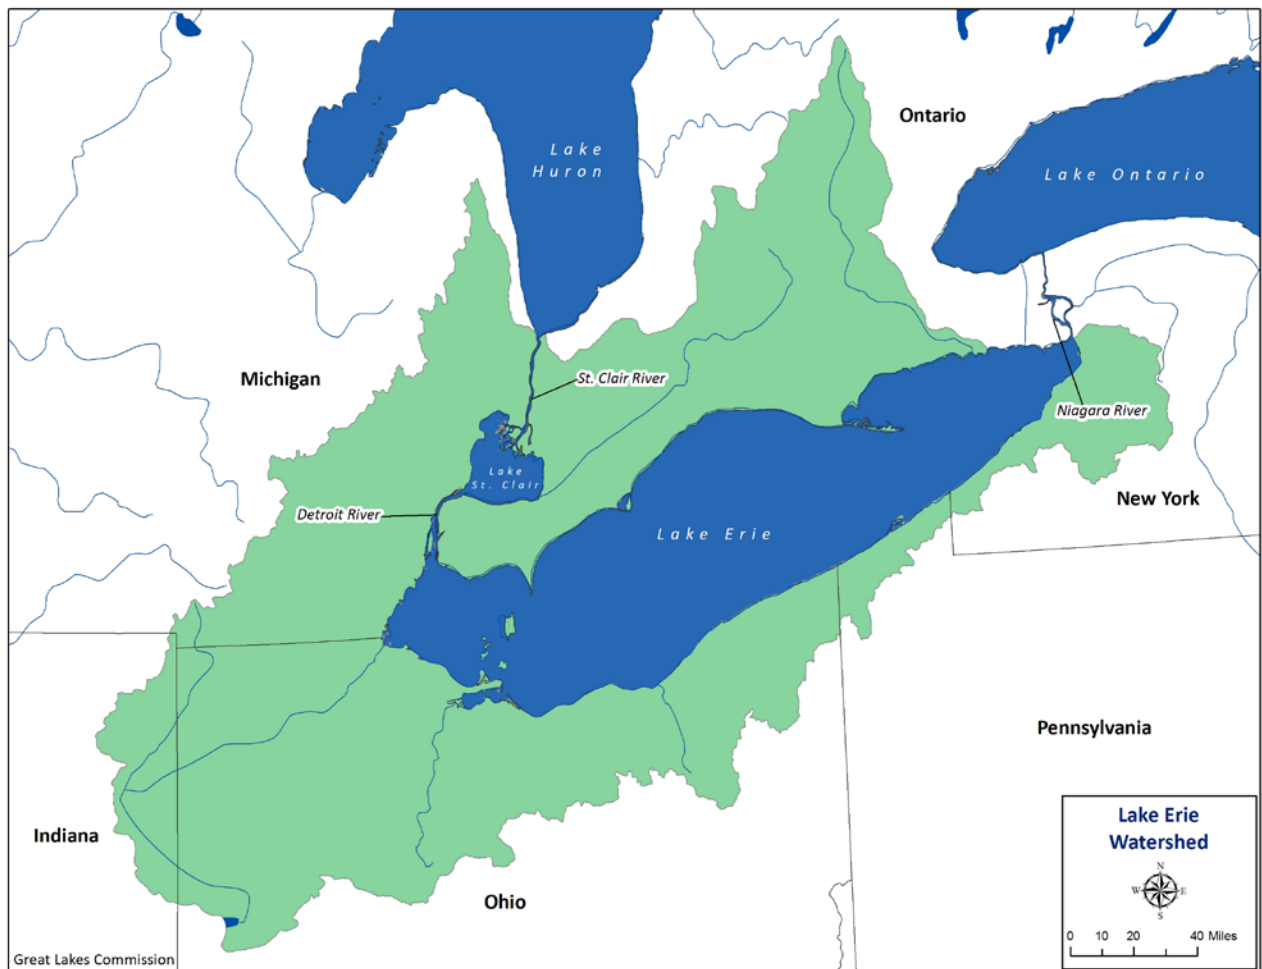 Ontario
Lake
Huron
Lake Ontario
Michigan
St. Clair River
Niagara River
Lake
St. Clair
New York
Detroit River
Lake Erie
Pennsylvania
Lake Erie
Watershed
N
W E
S
Indiana
Ohio
0 10 20 40 Miles
Great Lakes Commission